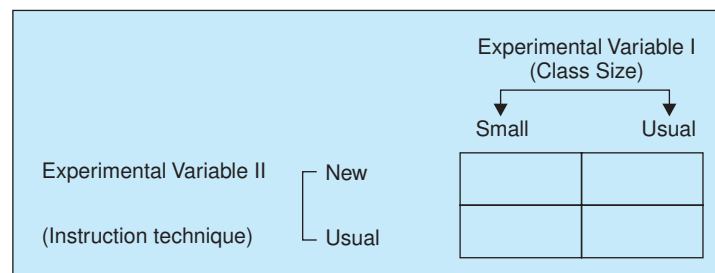 Experimental Variable I
(Class Size)
Small Usual
Experimental Variable II New
(Instruction technique) Usual